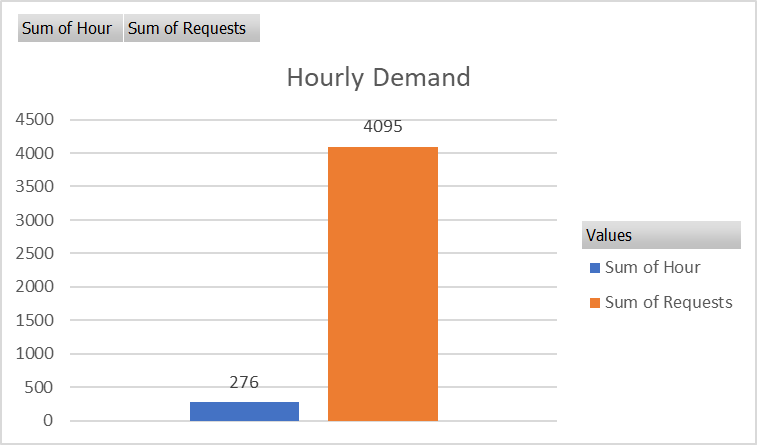 Sum of Hour Sum of Requests
Hourly Demand
4500
4095
4000
3500
3000
2500
2000
1500
1000
500
0
276
Values
Sum of Hour
Sum of Requests